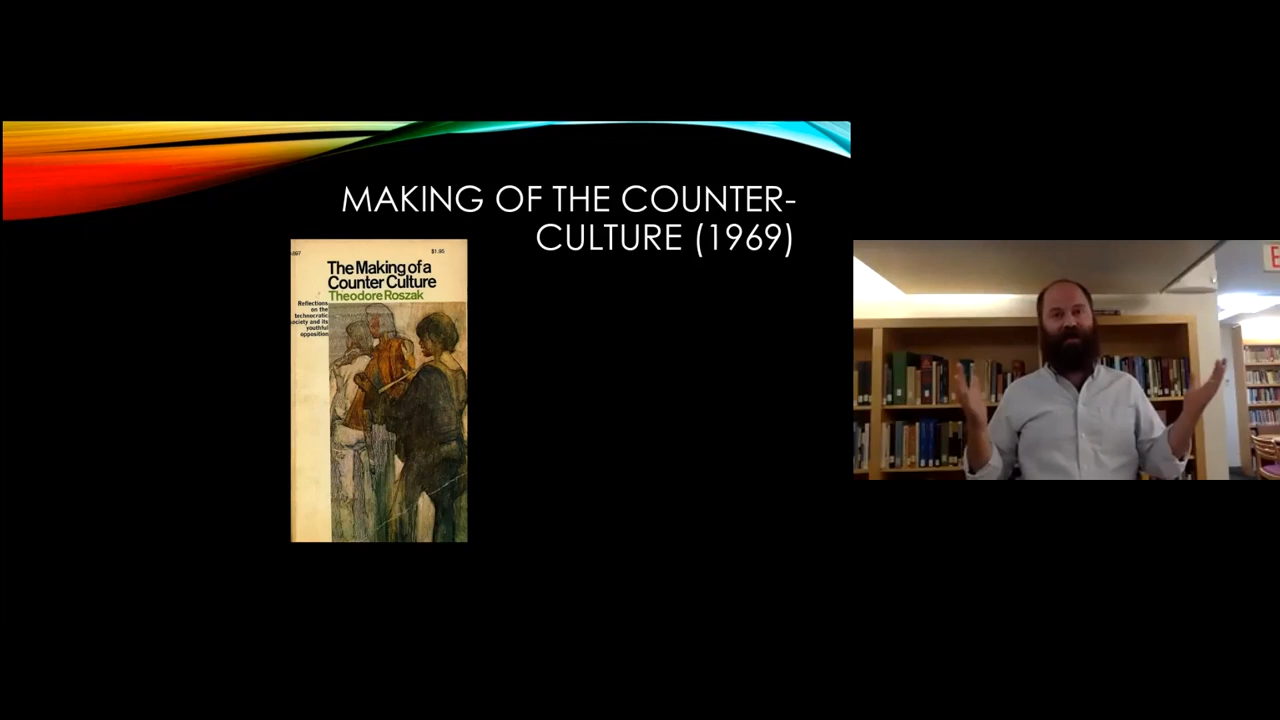 MAKING OF THE COUNTER-
CULTURE (1969)
$1.95
The Making of a
Counter Culture
Theodore Roszak
Reflections
on the
technocratic
society and its
youthful
opposition
E